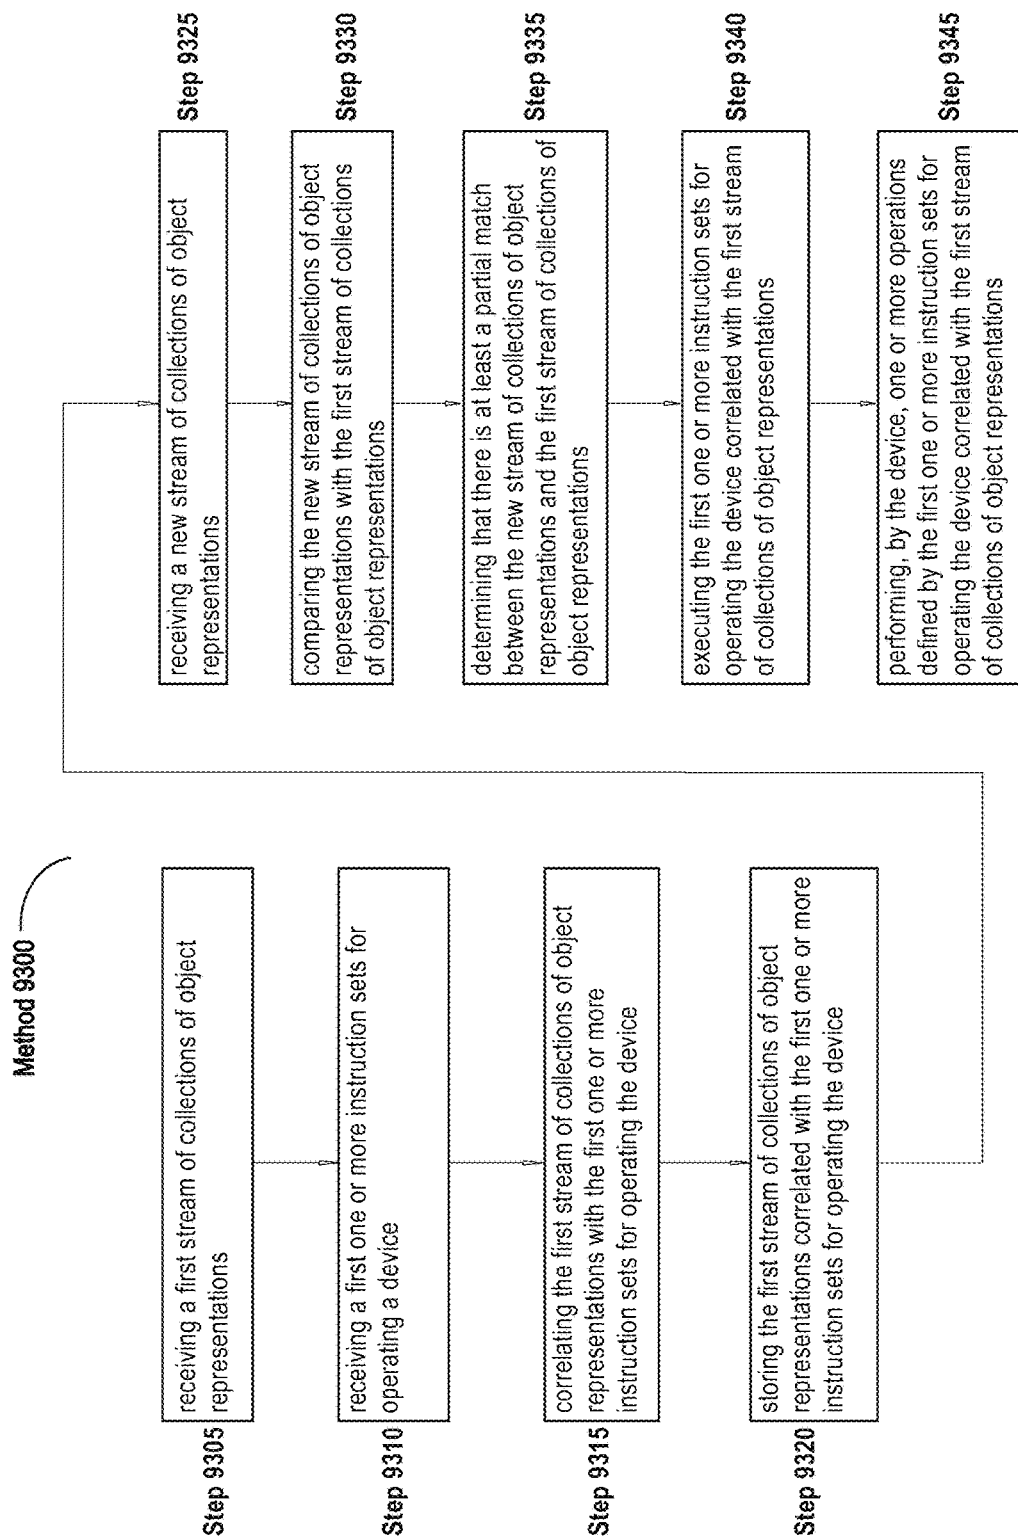 Method 9300
Step 9305
receiving a first stream of collections of object
representations
Step 9310
receiving a first one or more instruction sets for
operating a device
Step 9315
correlating the first stream of collections of object
representations with the first one or more
instruction sets for operating the device
Step 9320
storing the first stream of collections of object
representations correlated with the first one or more
instruction sets for operating the device
Step 9325
receiving a new stream of collections of object
representations
Step 9330
comparing the new stream of collections of object
representations with the first stream of collections
of object representations
Step 9335
determining that there is at least a partial match
between the new stream of collections of object
representations and the first stream of collections of
object representations
Step 9340
executing the first one or more instruction sets for
operating the device correlated with the first stream
of collections of object representations
Step 9345
performing, by the device, one or more operations
defined by the first one or more instruction sets for
operating the device correlated with the first stream
of collections of object representations